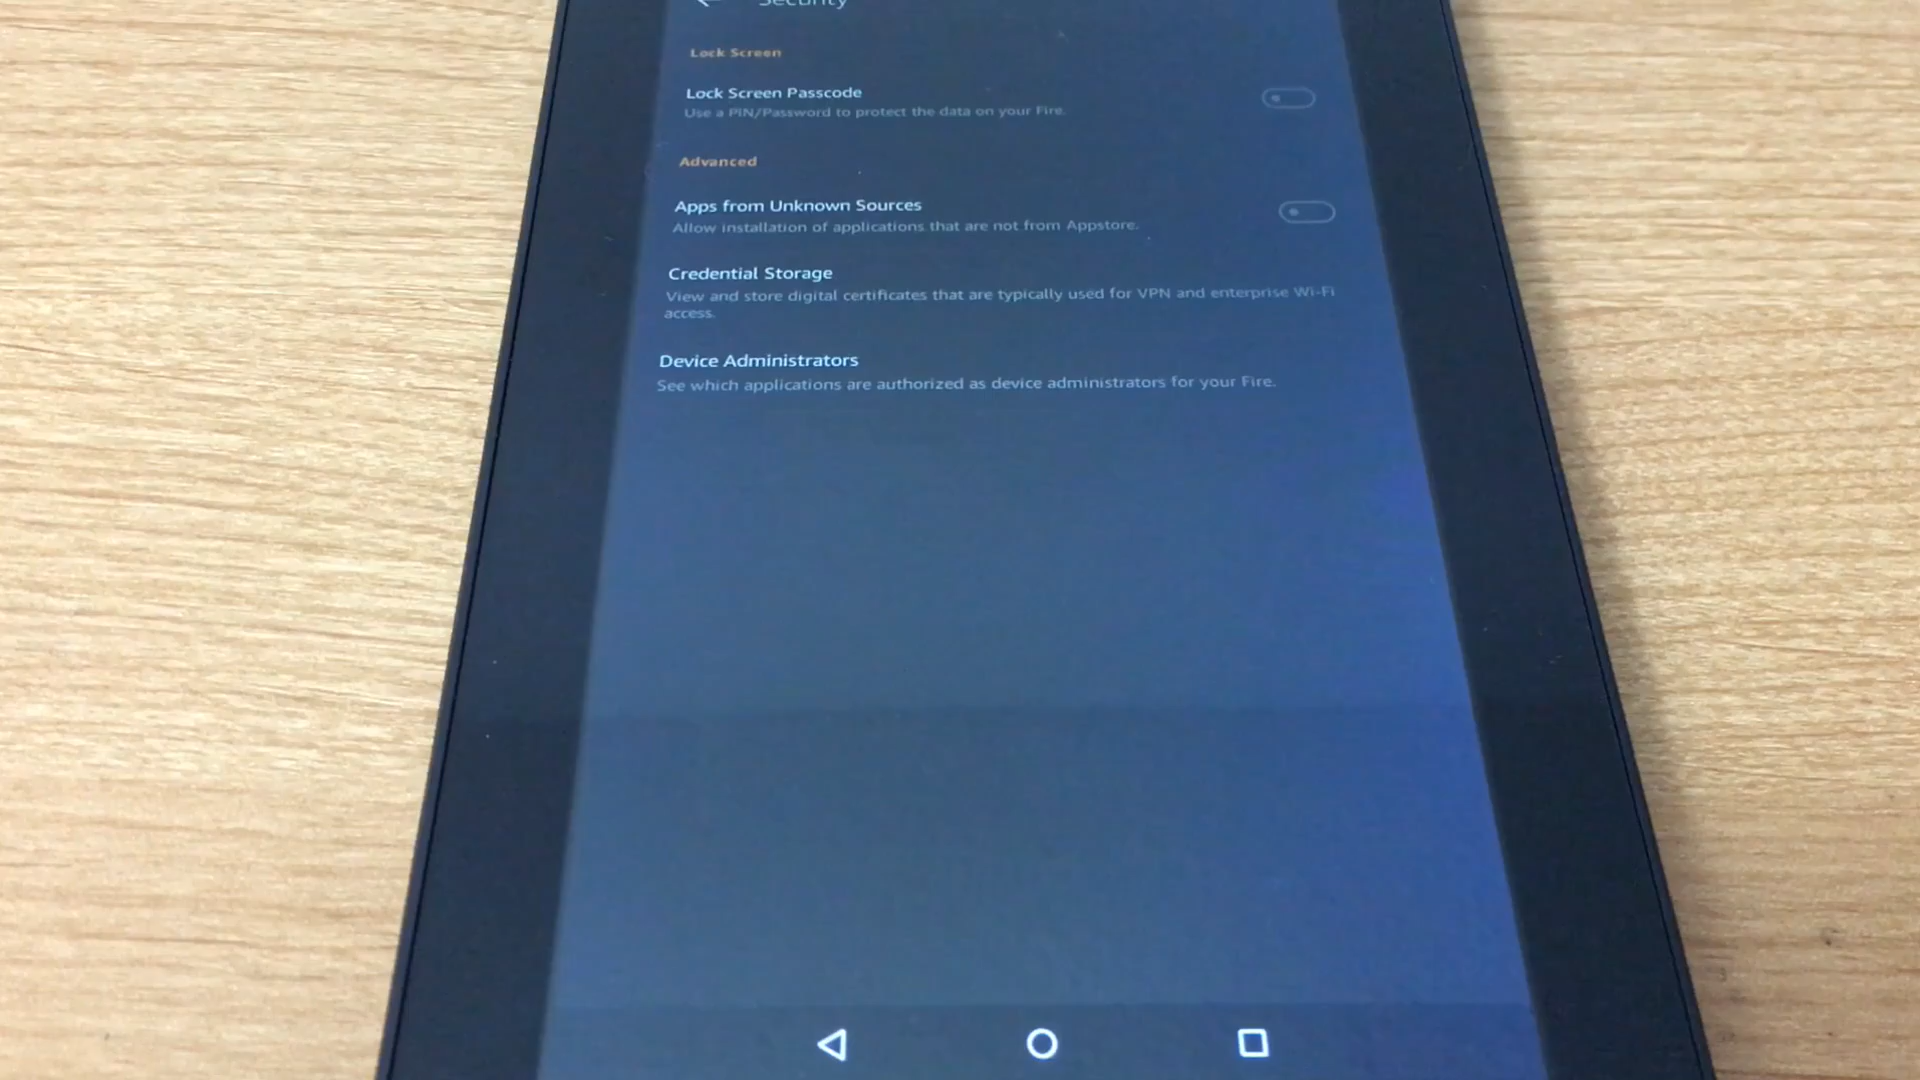 Security
Lock Screen
Lock Screen Passcode
Use a PIN/Password to protect the data on your Fire.
Advanced
Apps from Unknown Sources
Allow installation of applications that are not from Appstore.
Credential Storage
View and store digital certificates that are typically used for VPN and enterprise Wi-Fi
access.
Device Administrators
See which applications are authorized as device administrators for your Fire.